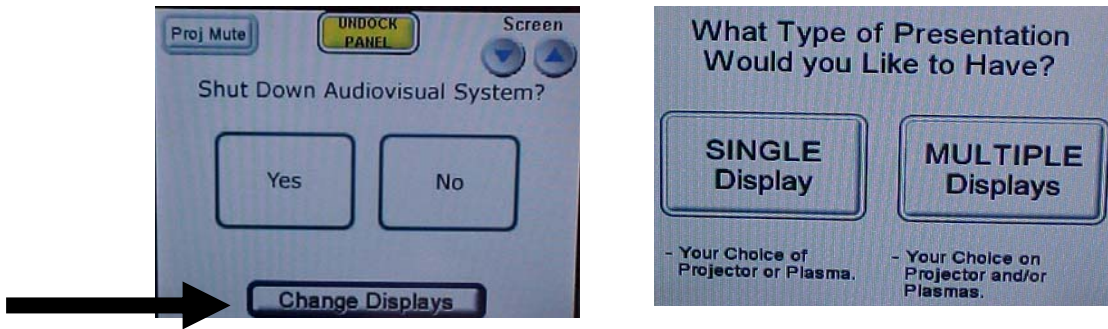 Proj Mute
UNDOCK
PANEL
Screen
Shut Down Audiovisual System?
Yes
No
Change Displays
What Type of Presentation
Would you Like to Have?
SINGLE
Display
MULTIPLE
Displays
- Your Choice of
Projector or Plasma.
- Your Choice on
Projector and/or
Plasmas.